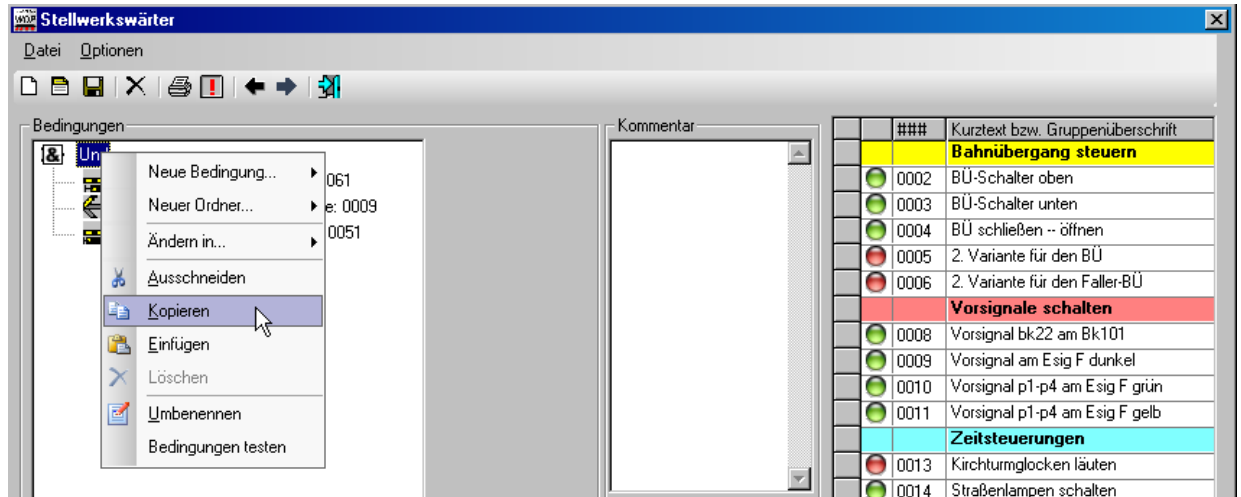 Stellwerkswärter
Datei Optionen
Bedingungen
Und
061
e: 0009
0051
Neue Bedingung...
Neuer Ordner...
Ändern in...
Ausschneiden
Kopieren
Einfügen
Löschen
Umbenennen
Bedingungen testen
Kommentar
### Kurztext bzw. Gruppenüberschrift
Bahnübergang steuern
0002 BÜ-Schalter oben
0003 BÜ-Schalter unten
0004 BÜ schließen -- öffnen
0005 2. Variante für den BÜ
0006 2. Variante für den Faller-BÜ
Vorsignale schalten
0008 Vorsignal bk22 am Bk101
0009 Vorsignal am Esig F dunkel
0010 Vorsignal p1-p4 am Esig F grün
0011 Vorsignal p1-p4 am Esig F gelb
Zeitsteuerungen
0013 Kirchturmglocken läuten
0014 Straßenlampen schalten